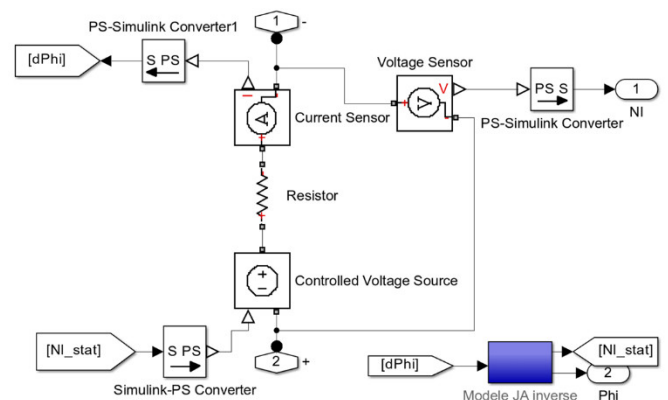 PS-Simulink Converter1
1 -
[dPhi]
S PS
Voltage Sensor
V
PS S
1
NI
PS-Simulink Converter
A
Current Sensor
V
Resistor
Controlled Voltage Source
[NI_stat]
S PS
Simulink-PS Converter
2 +
[dPhi]
[NI_stat]
2
Modele JA inverse
Phi